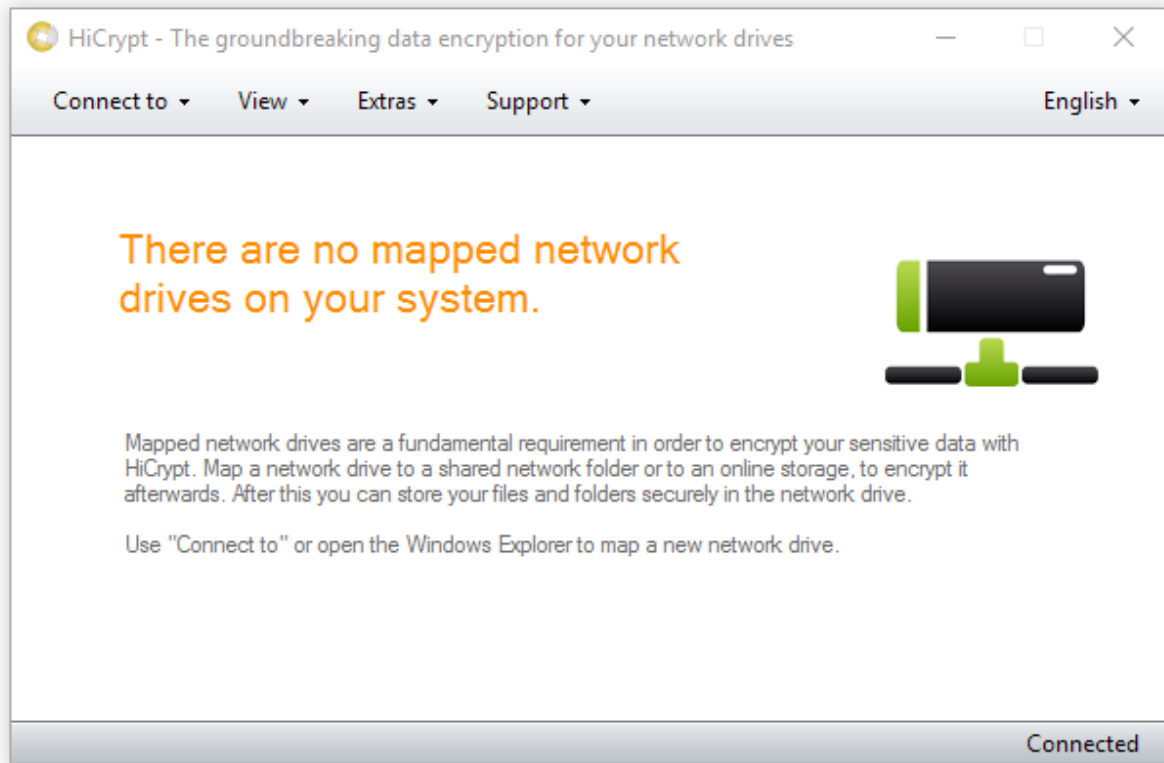 HiCrypt - The groundbreaking data encryption for your network drives
Connect to View Extras Support English
There are no mapped network
drives on your system.
Mapped network drives are a fundamental requirement in order to encrypt your sensitive data with
HiCrypt. Map a network drive to a shared network folder or to an online storage, to encrypt it
afterwards. After this you can store your files and folders securely in the network drive.
Use "Connect to" or open the Windows Explorer to map a new network drive.
Connected